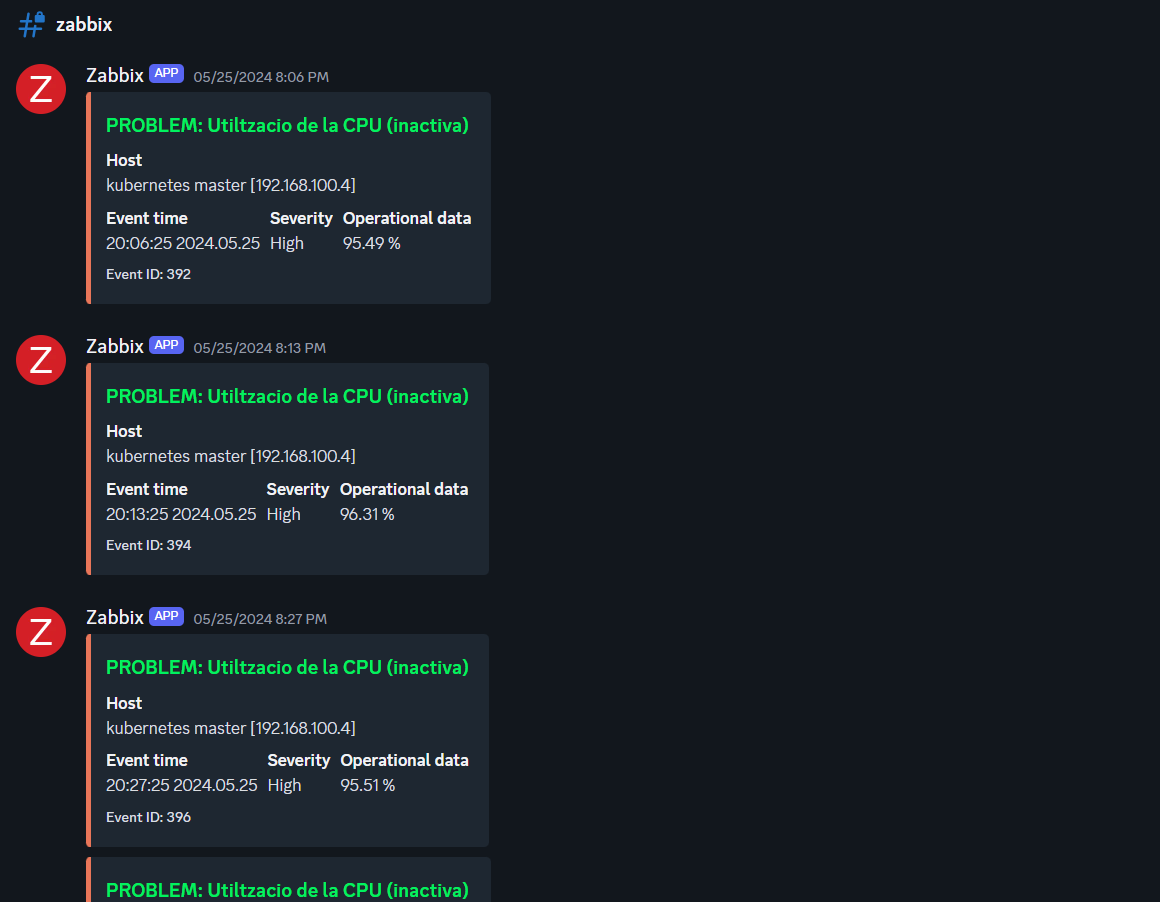 zabbix
Z
Zabbix APP 05/25/2024 8:06 PM
PROBLEM: Utiltzacio de la CPU (inactiva)
Host
kubernetes master [192.168.100.4]
Event time Severity Operational data
20:06:25 2024.05.25 High 95.49 %
Event ID: 392
Z
Zabbix APP 05/25/2024 8:13 PM
PROBLEM: Utiltzacio de la CPU (inactiva)
Host
kubernetes master [192.168.100.4]
Event time Severity Operational data
20:13:25 2024.05.25 High 96.31 %
Event ID: 394
Z
Zabbix APP 05/25/2024 8:27 PM
PROBLEM: Utiltzacio de la CPU (inactiva)
Host
kubernetes master [192.168.100.4]
Event time Severity Operational data
20:27:25 2024.05.25 High 95.51 %
Event ID: 396
PROBLEM: Utiltzacio de la CPU (inactiva)